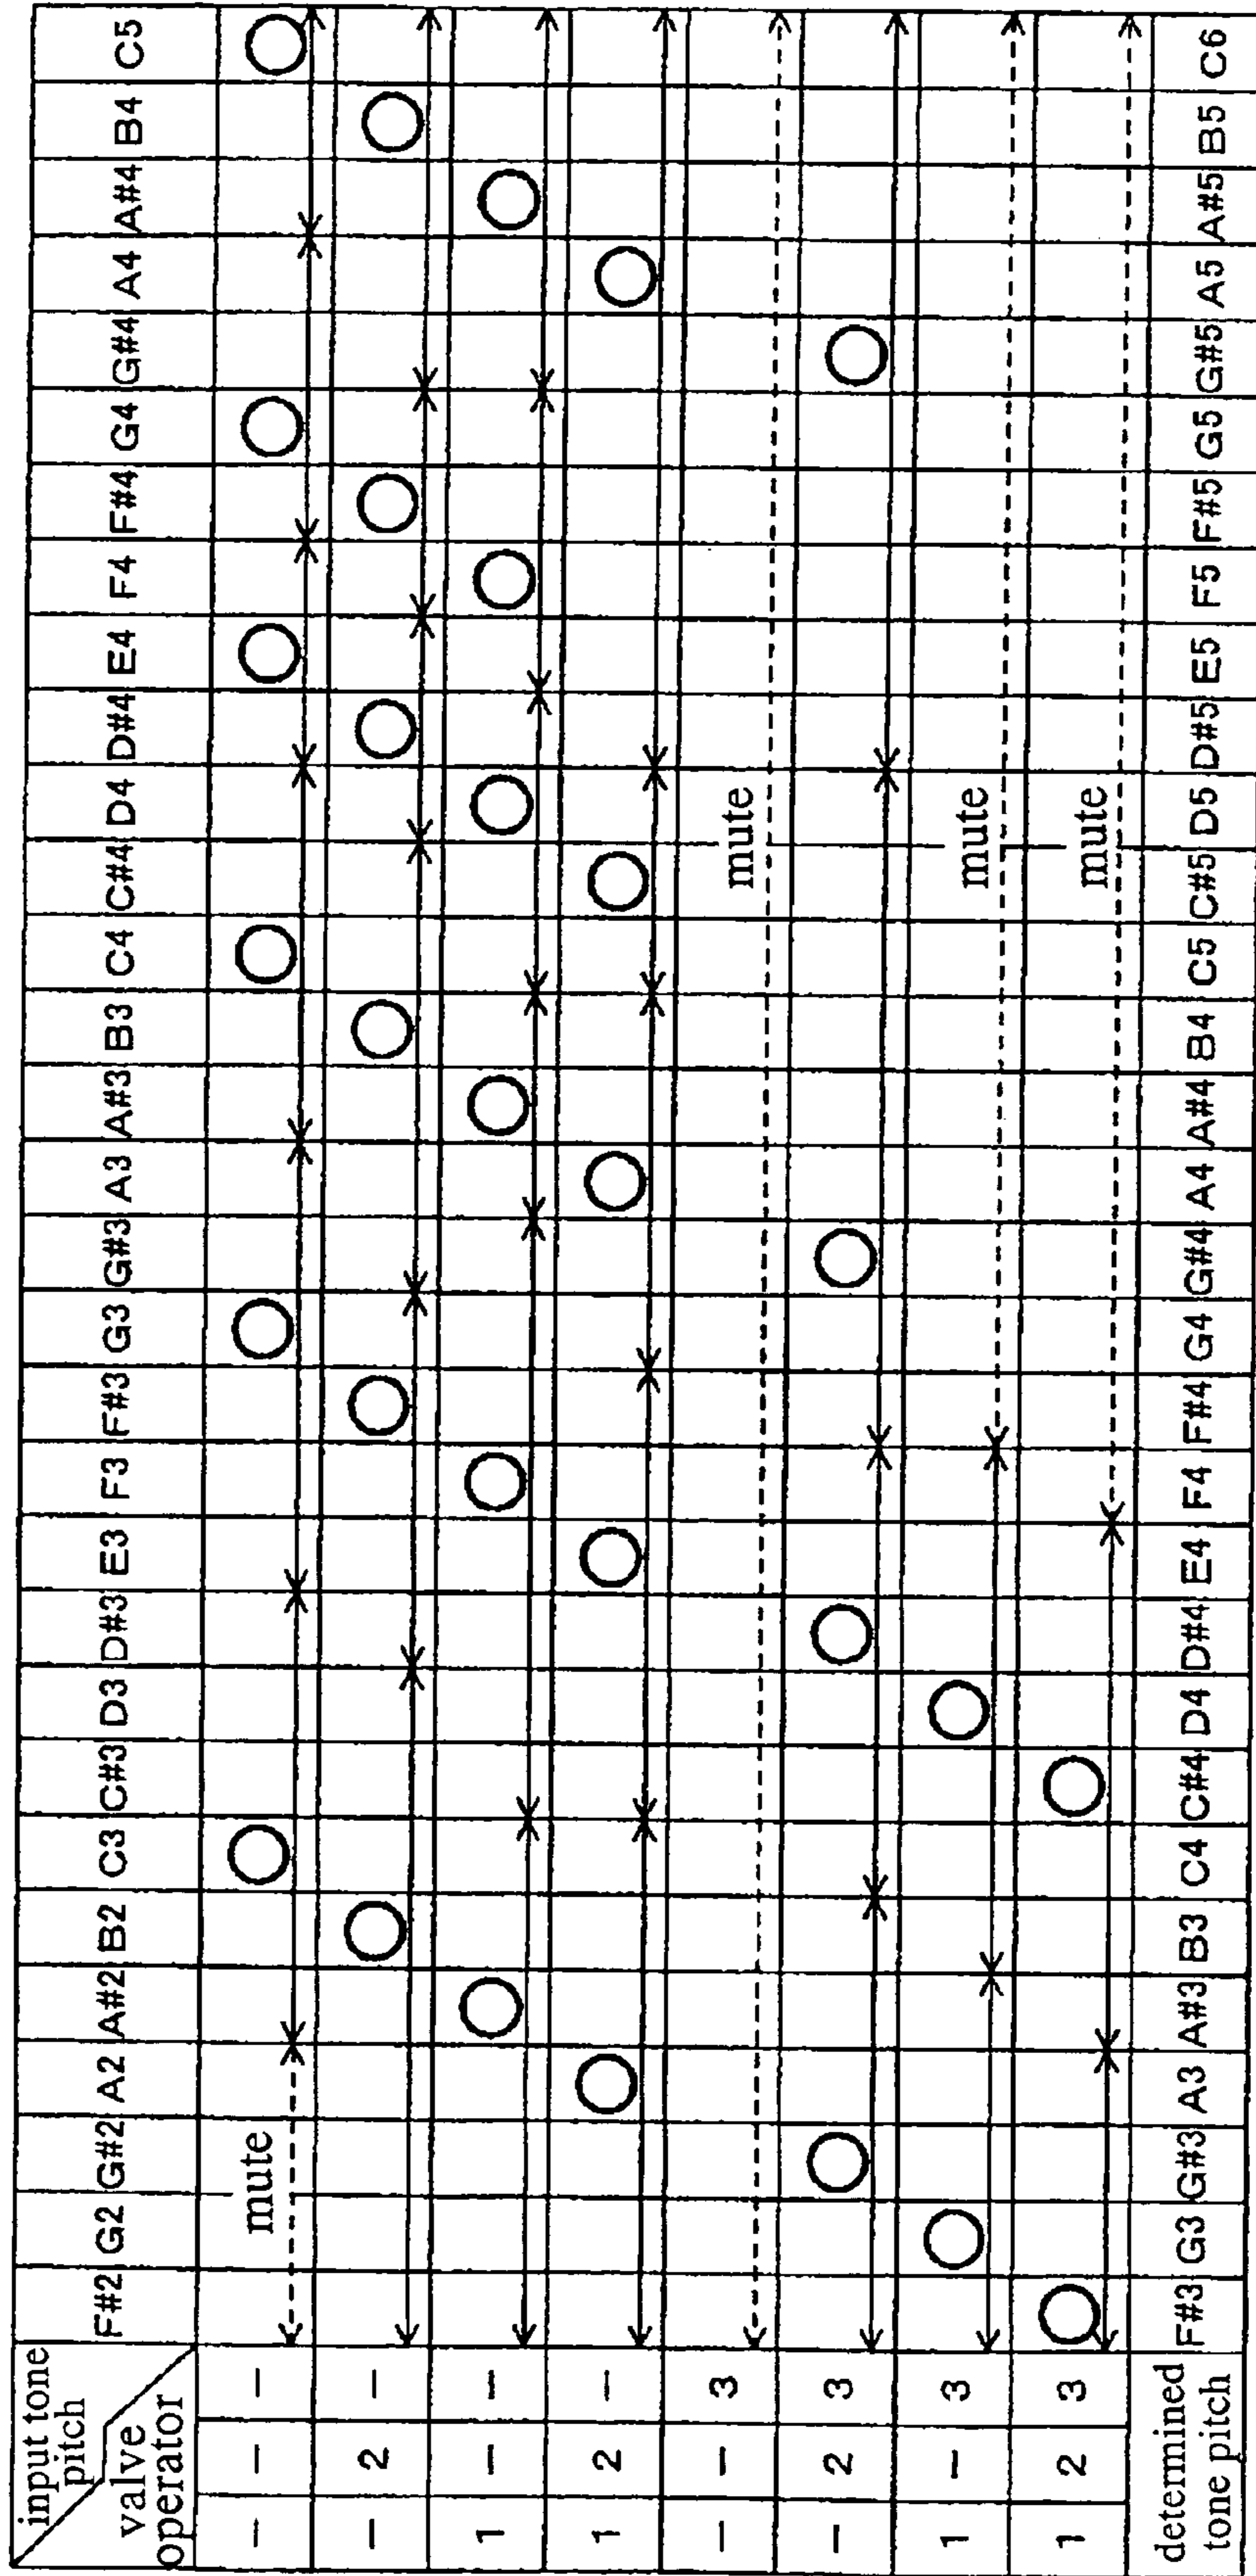 input tone
pitch
valve
operator
F#2 G2 G#2 A2 A#2 B2 C3 C#3 D3 D#3 E3 F3 F#3 G3 G#3 A3 A#3 B3 C4 C#4 D4 D#4 E4 F4 F#4 G4 G#4 A4 A#4 B4 C5
– – – mute
– 2 –
1 – –
1 2 –
– – 3 mute
– 2 3
1 – 3 mute
1 2 3 mute
determined
tone pitch
F#3 G3 G#3 A3 A#3 B3 C4 C#4 D4 D#4 E4 F4 F#4 G4 G#4 A4 A#4 B4 C5 C#5 D5 D#5 E5 F5 F#5 G5 G#5 A5 A#5 B5 C6